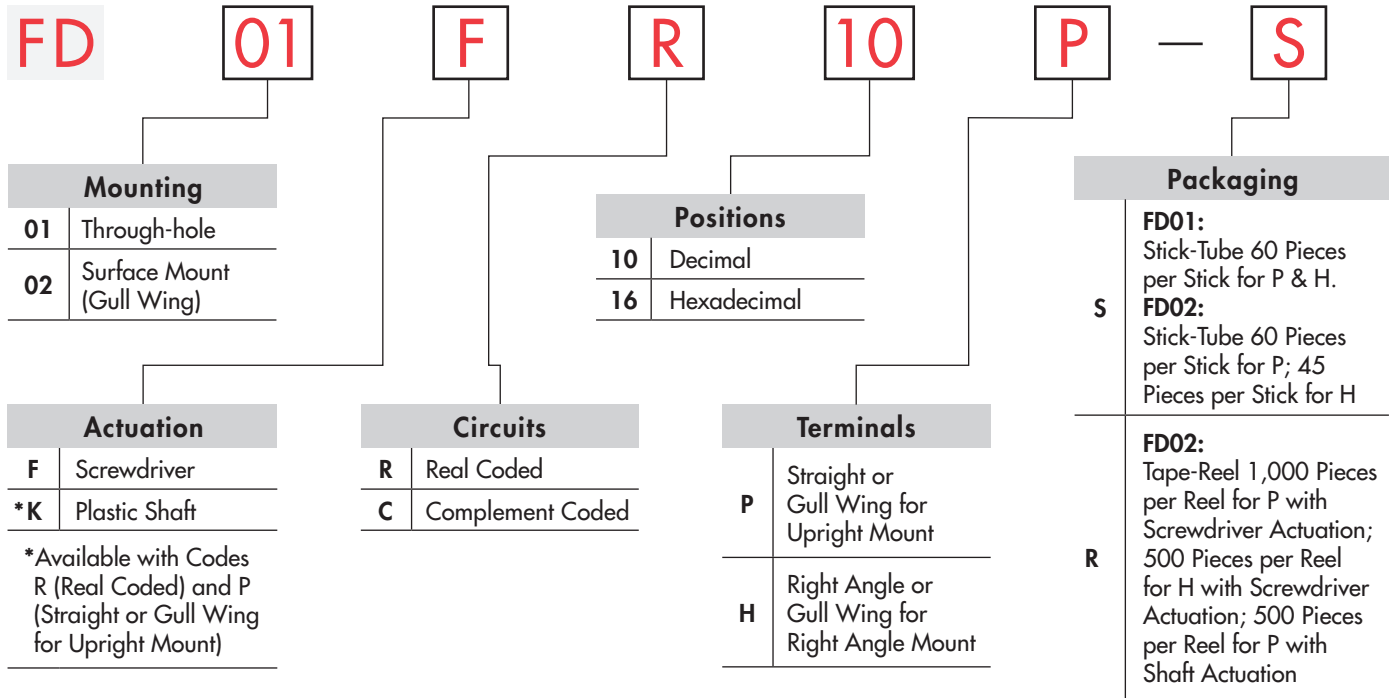 FD 01 F R 10 P — S
Mounting
01 Through-hole
02 Surface Mount
(Gull Wing)
Positions
10 Decimal
16 Hexadecimal
Actuation
F Screwdriver
*K Plastic Shaft
*Available with Codes
R (Real Coded) and P
(Straight or Gull Wing
for Upright Mount)
Circuits
R Real Coded
C Complement Coded
Terminals
P Straight or
Gull Wing for
Upright Mount
H Right Angle or
Gull Wing for
Right Angle Mount
Packaging
S FD01:
Stick-Tube 60 Pieces
per Stick for P & H.
FD02:
Stick-Tube 60 Pieces
per Stick for P; 45
Pieces per Stick for H
R FD02:
Tape-Reel 1,000 Pieces
per Reel for P with
Screwdriver Actuation;
500 Pieces per Reel
for H with Screwdriver
Actuation; 500 Pieces
per Reel for P with
Shaft Actuation